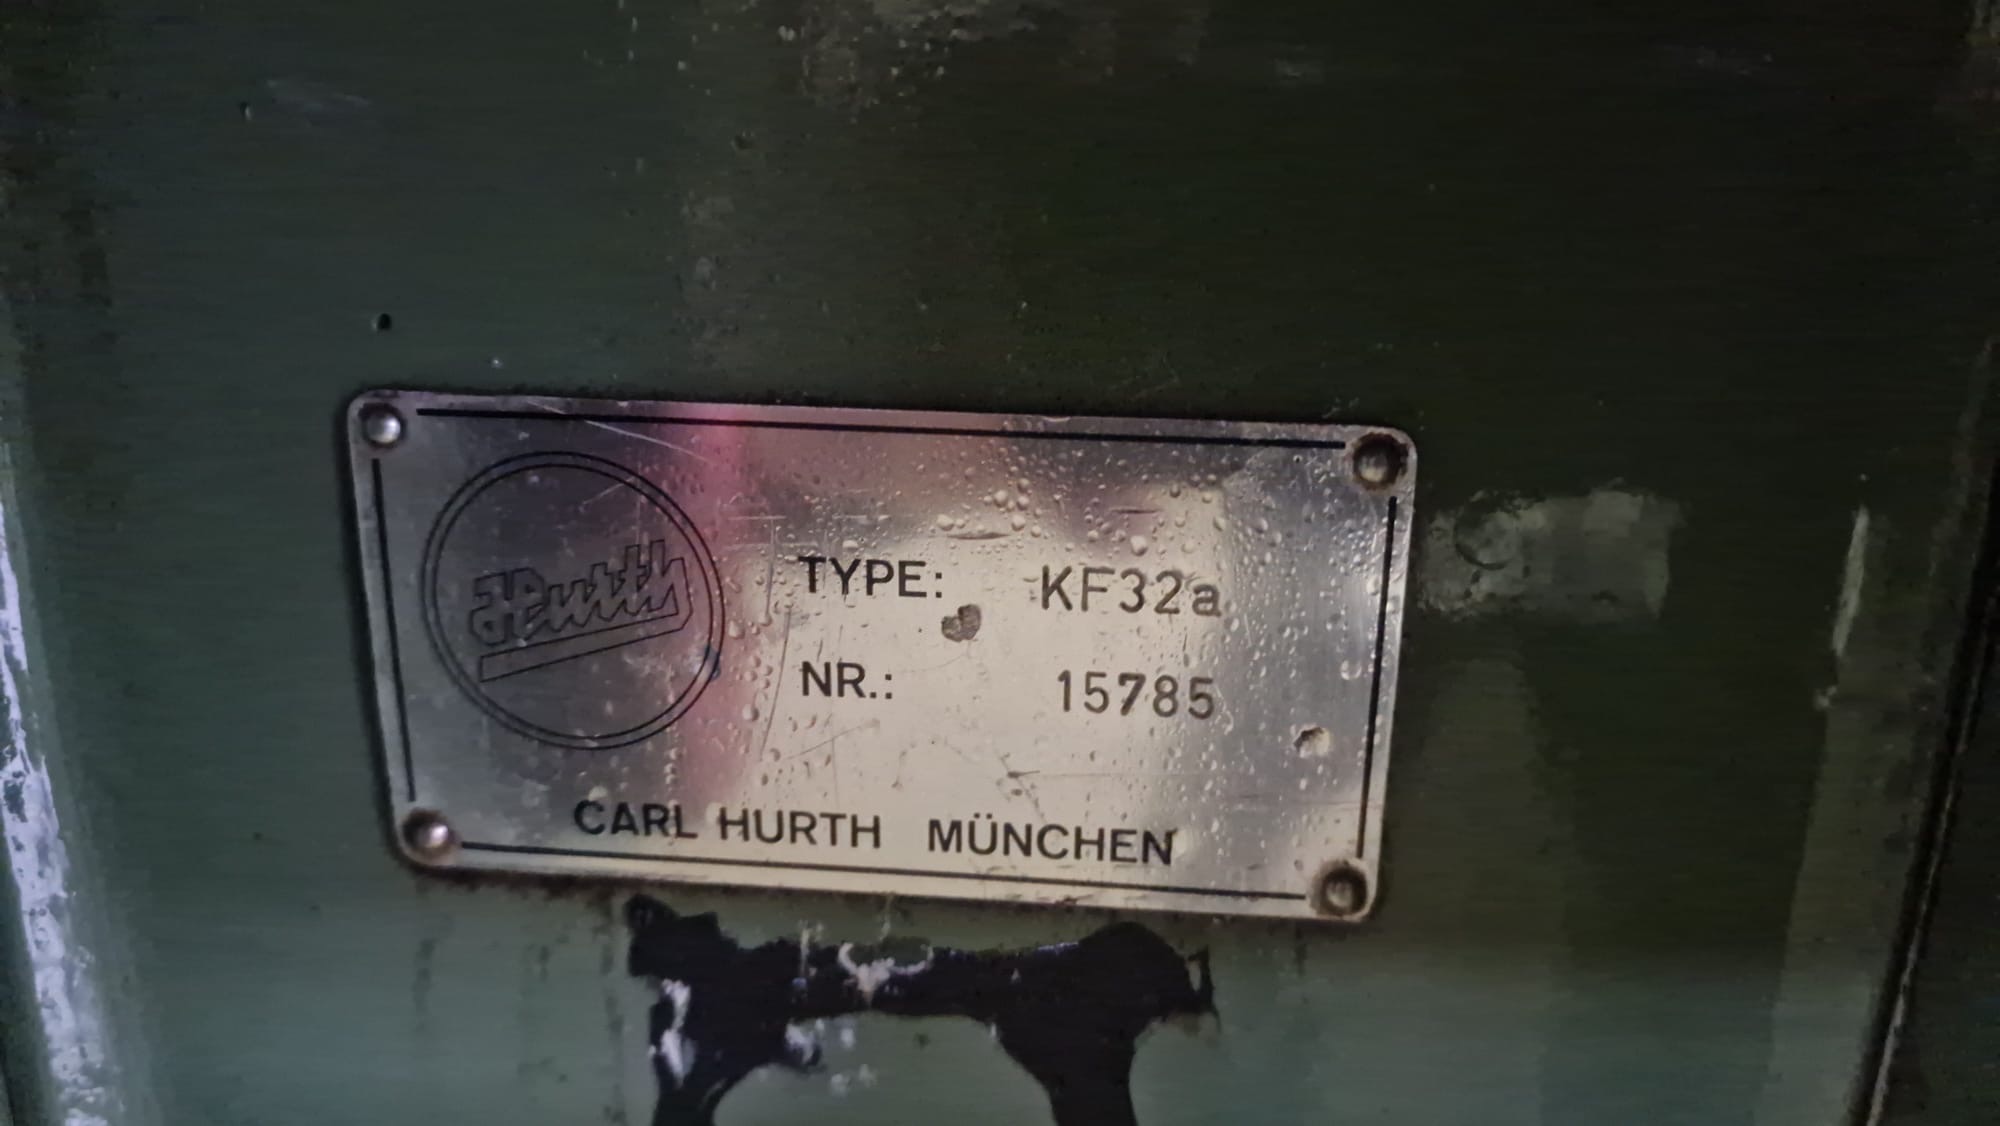 Hurth
TYPE: KF32a
NR.: 15785
CARL HURTH MÜNCHEN